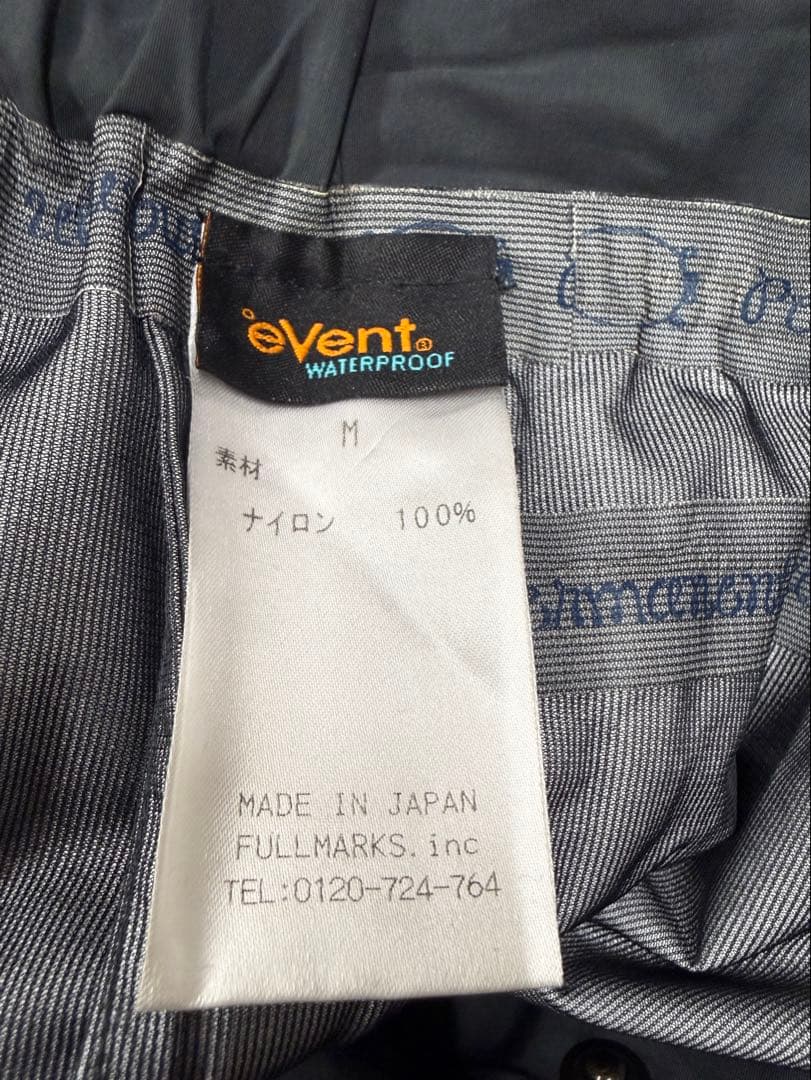 eVent®
WATERPROOF
M
素材
ナイロン 100%
MADE IN JAPAN
FULLMARKS.inc
TEL:0120-724-764